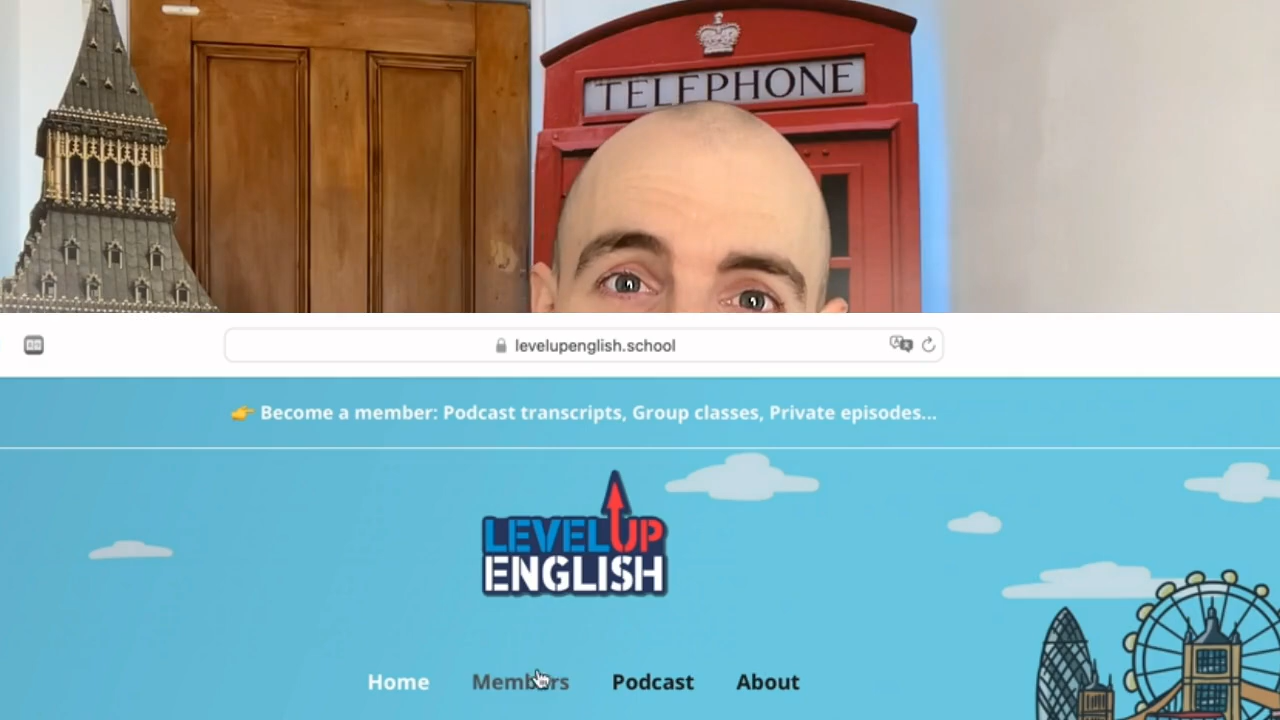 TELEPHONE
levelupenglish.school
👉 Become a member: Podcast transcripts, Group classes, Private episodes...
LEVEL UP
ENGLISH
Home Members Podcast About